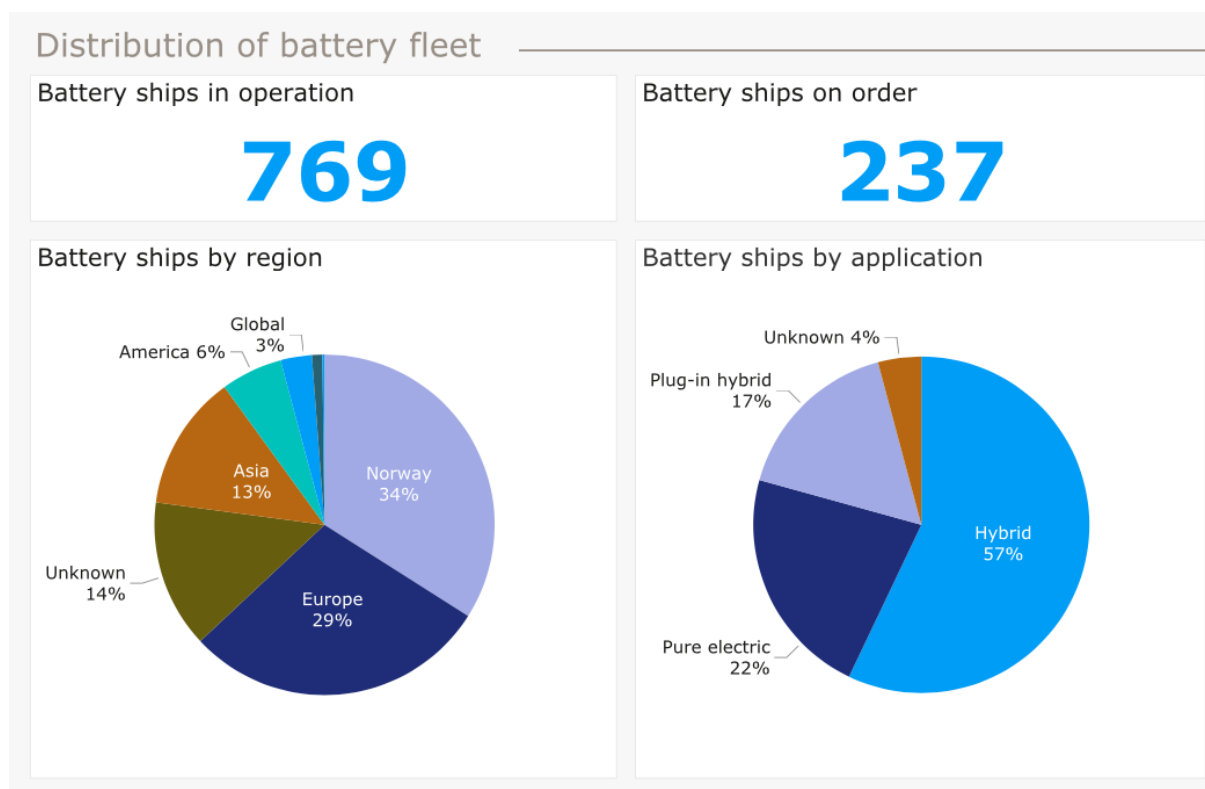 Distribution of battery fleet
Battery ships in operation
769
Battery ships on order
237
Battery ships by region
Global
3%
America 6%
Asia
13%
Norway
34%
Unknown
14%
Europe
29%
Battery ships by application
Unknown 4%
Plug-in hybrid
17%
Hybrid
57%
Pure electric
22%